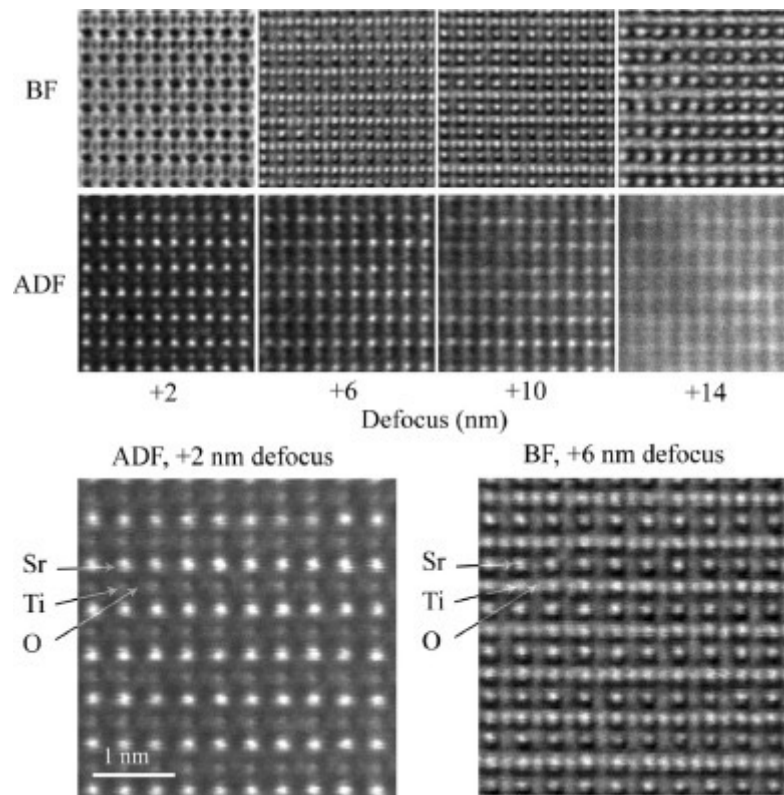 BF
ADF
+2 +6 +10 +14
Defocus (nm)
ADF, +2 nm defocus
BF, +6 nm defocus
Sr
Ti
O
1 nm
Sr
Ti
O